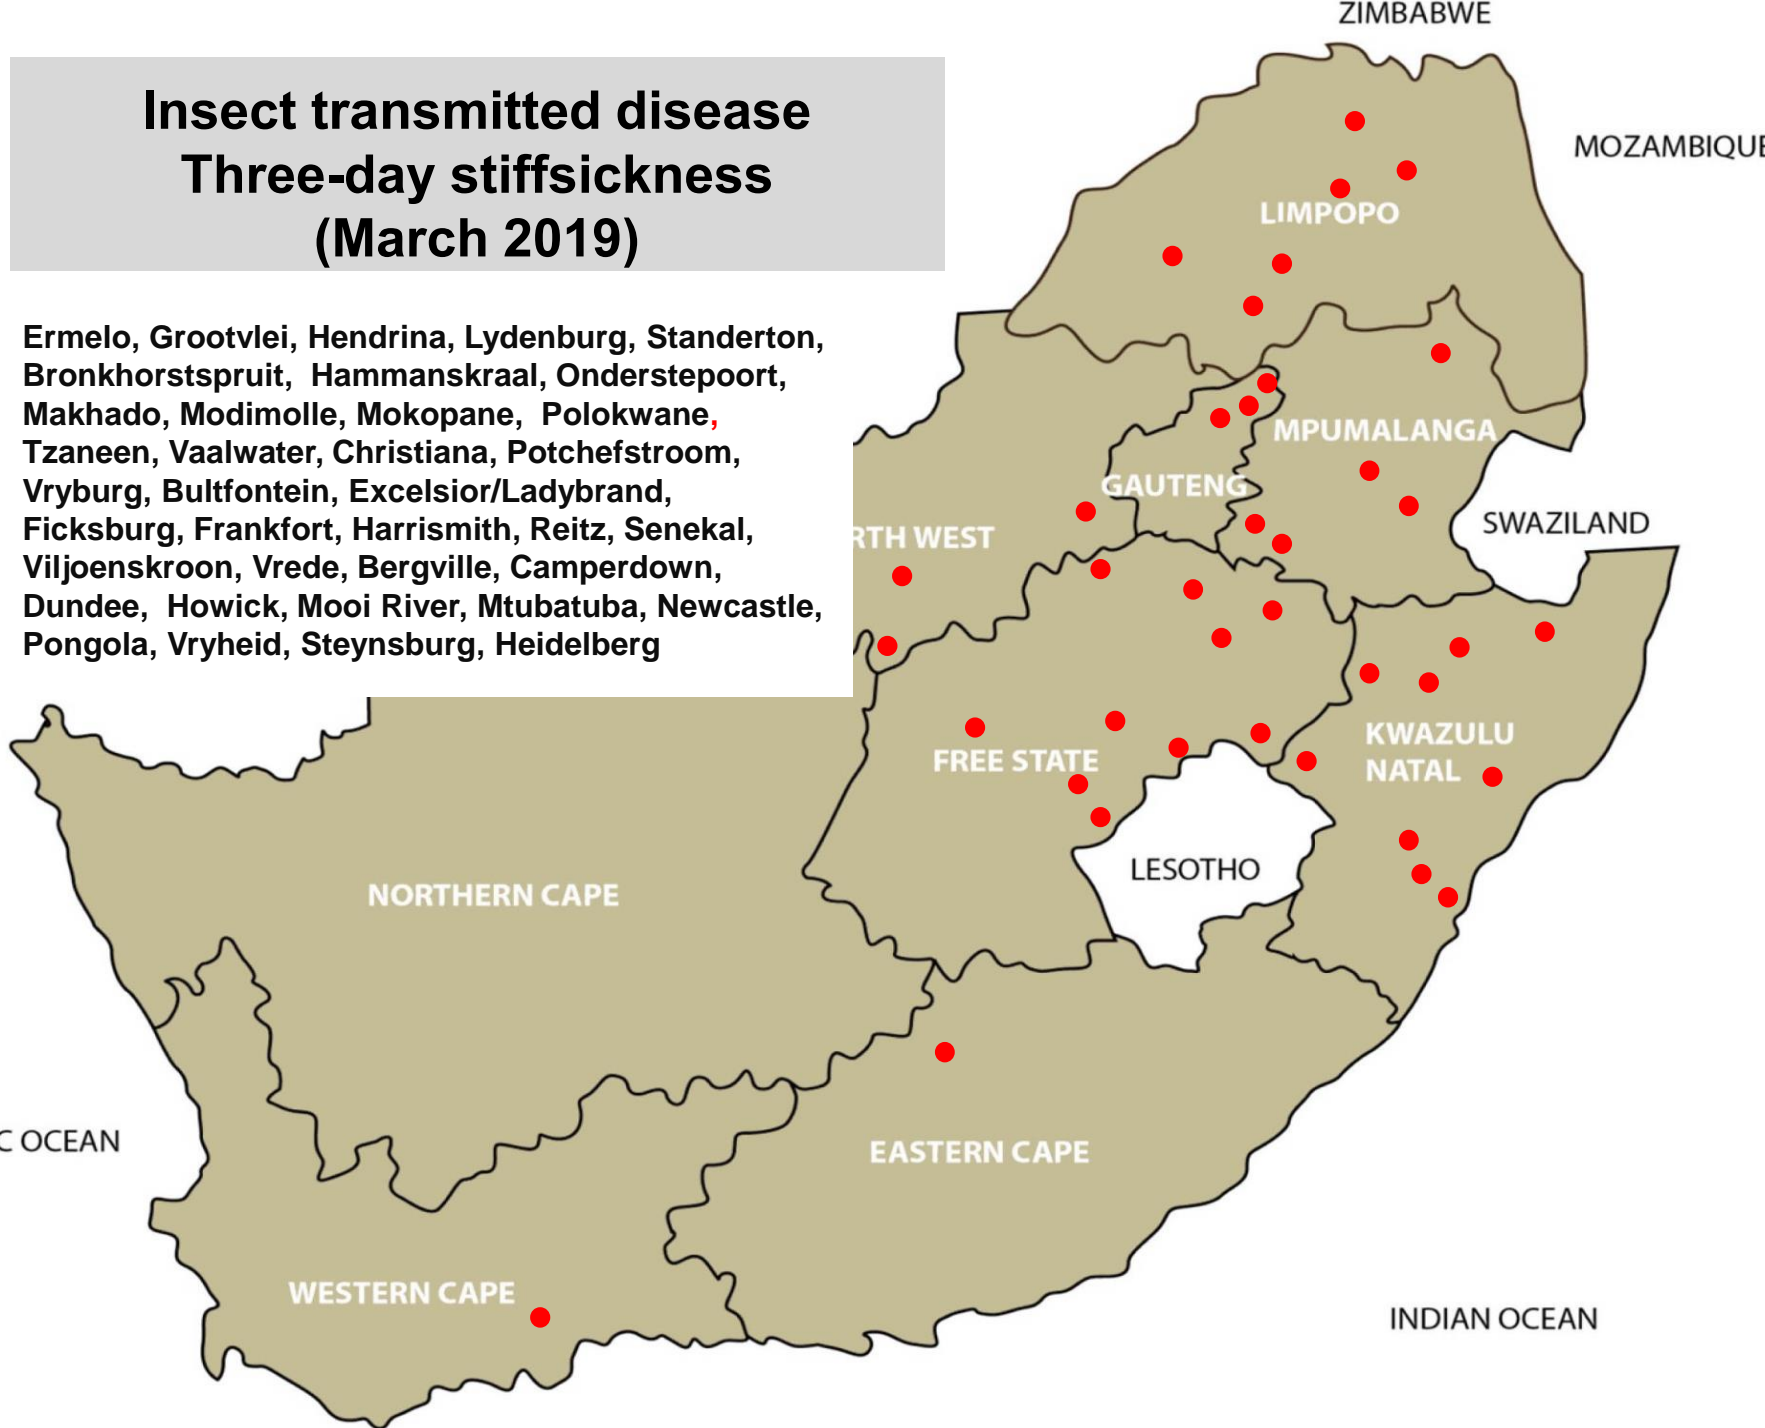 ZIMBABWE
Insect transmitted disease
Three-day stiffsickness
(March 2019)
MOZAMBIQUE
LIMPOPO
Ermelo, Grootvlei, Hendrina, Lydenburg, Standerton,
Bronkhorstspruit, Hammanskraal, Onderstepoort,
Makhado, Modimolle, Mokopane, Polokwane,
Tzaneen, Vaalwater, Christiana, Potchefstroom,
Vryburg, Bultfontein, Excelsior/Ladybrand,
Ficksburg, Frankfort, Harrismith, Reitz, Senekal,
Viljoenskroon, Vrede, Bergville, Camperdown,
Dundee, Howick, Mooi River, Mtubatuba, Newcastle,
Pongola, Vryheid, Steynsburg, Heidelberg
MPUMALANGA
GAUTENG
SWAZILAND
RTH WEST
KWAZULU
NATAL
FREE STATE
LESOTHO
NORTHERN CAPE
C OCEAN
EASTERN CAPE
WESTERN CAPE
INDIAN OCEAN